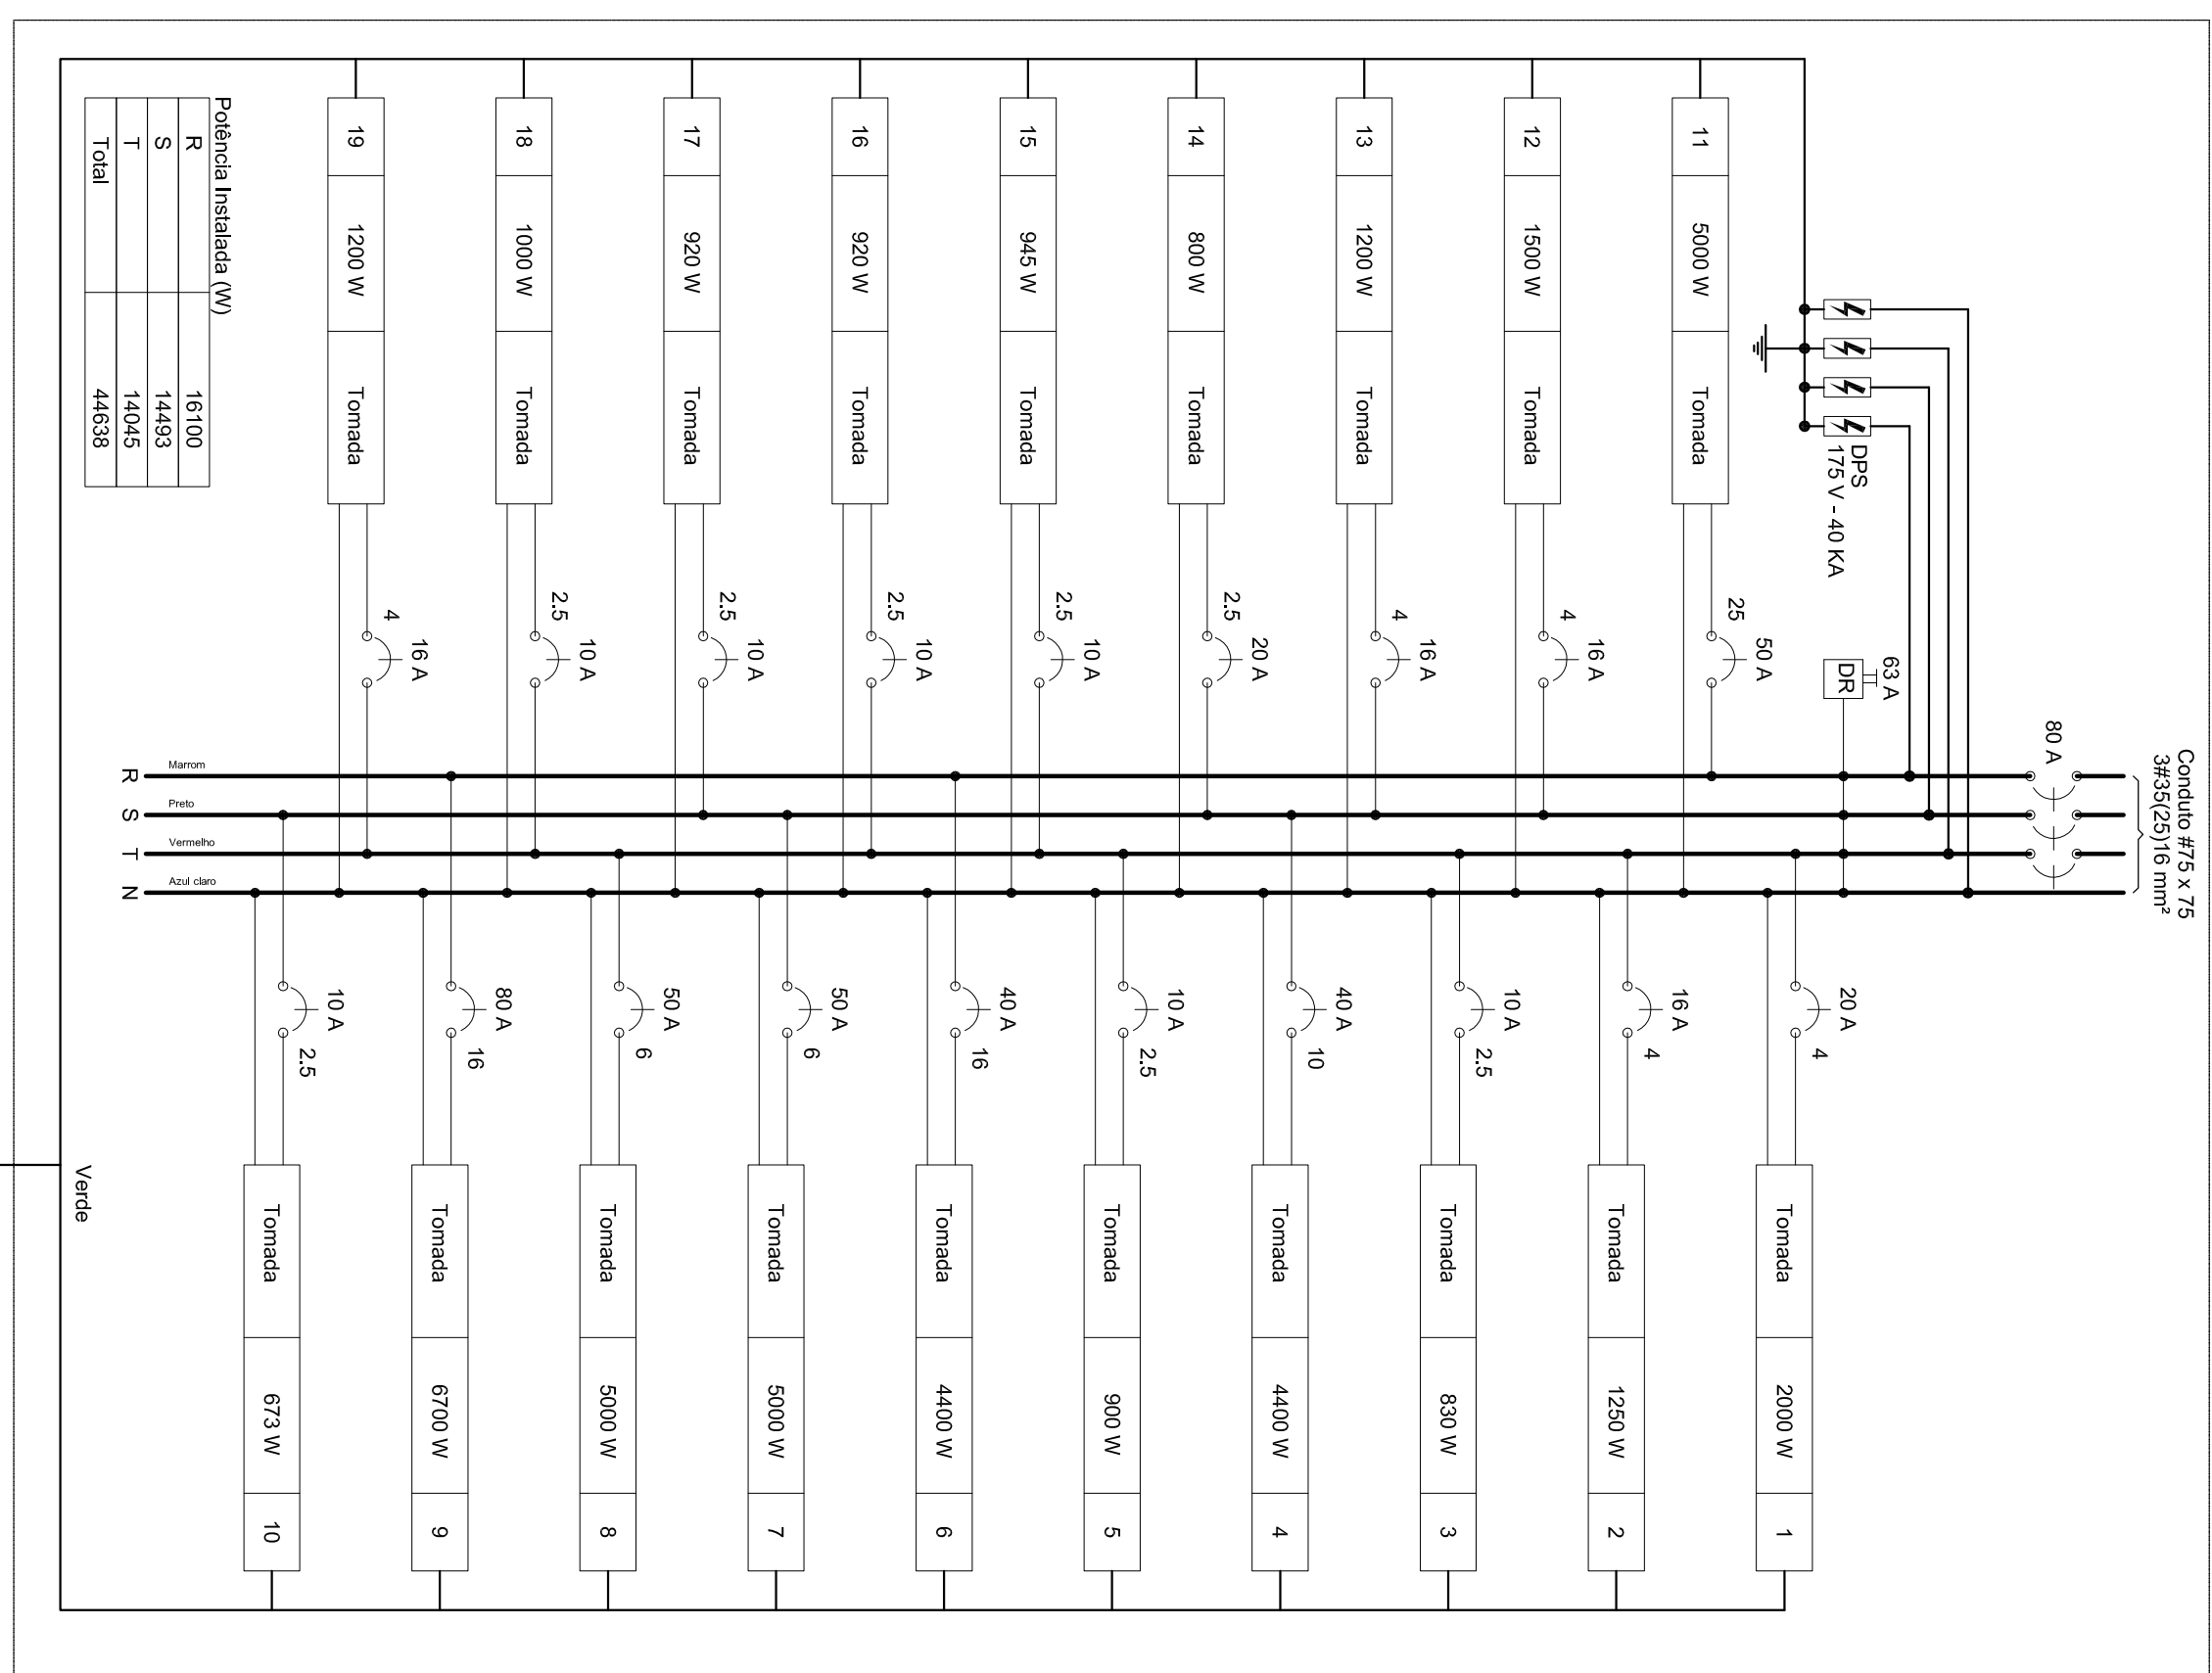 Conduto #75 x 75
3#35(25)16 mm²
80 A
63 A
DR
DPS
175 V - 40 KA
11
5000 W
Tomada
25
50 A
12
1500 W
Tomada
4
16 A
13
1200 W
Tomada
4
16 A
14
800 W
Tomada
2.5
20 A
15
945 W
Tomada
2.5
10 A
16
920 W
Tomada
2.5
10 A
17
920 W
Tomada
2.5
10 A
18
1000 W
Tomada
2.5
10 A
19
1200 W
Tomada
4
16 A
20 A
4
Tomada
2000 W
1
16 A
4
Tomada
1250 W
2
10 A
2.5
Tomada
830 W
3
40 A
10
Tomada
4400 W
4
10 A
2.5
Tomada
900 W
5
40 A
16
Tomada
4400 W
6
50 A
6
Tomada
5000 W
7
50 A
6
Tomada
5000 W
8
80 A
16
Tomada
6700 W
9
10 A
2.5
Tomada
673 W
10
R Marrom
S Preto
T Vermelho
N Azul claro
Potência Instalada (W)
R 16100
S 14493
T 14045
Total 44638
Verde